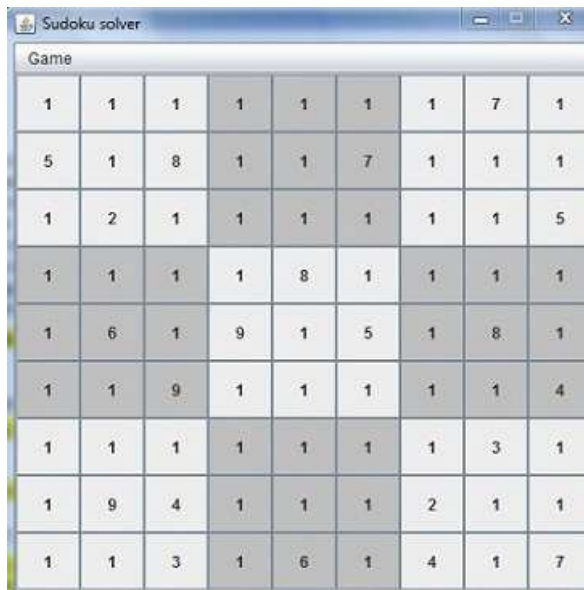 Sudoku solver
Game
1 1 1 1 1 1 1 7 1
5 1 8 1 1 7 1 1 1
1 2 1 1 1 1 1 1 5
1 1 1 1 8 1 1 1 1
1 6 1 9 1 5 1 8 1
1 1 9 1 1 1 1 1 4
1 1 1 1 1 1 1 3 1
1 9 4 1 1 1 2 1 1
1 1 3 1 6 1 4 1 7